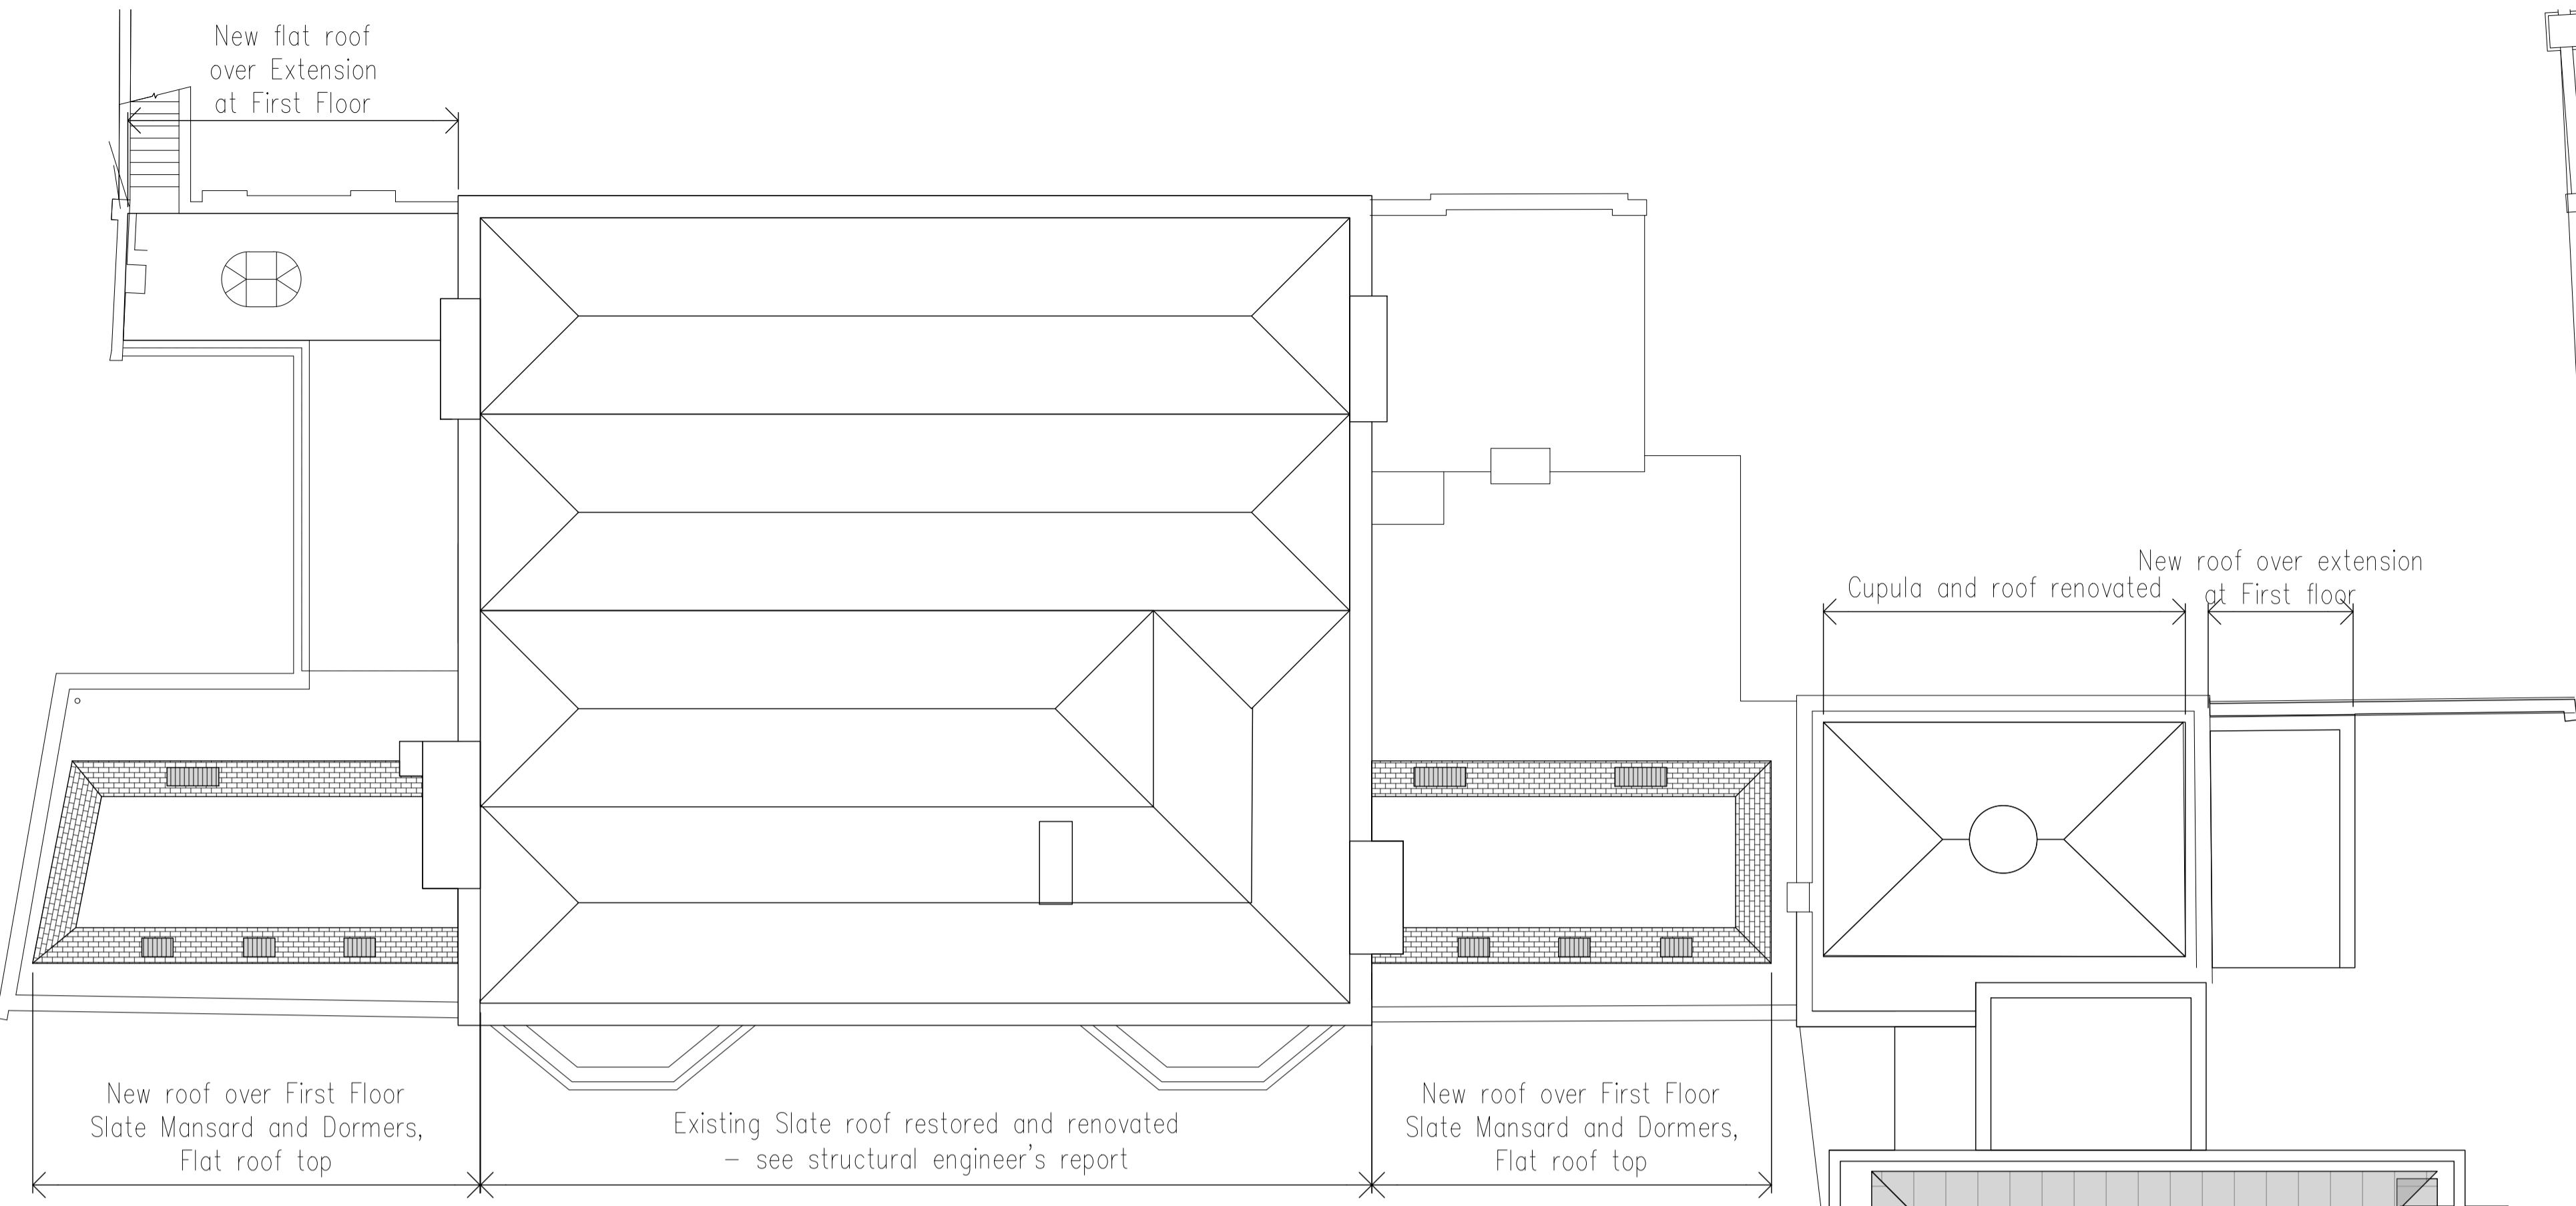 New flat roof
over Extension
at First Floor
New roof over extension
at First floor
Cupula and roof renovated
New roof over First Floor
Slate Mansard and Dormers,
Flat roof top
Existing Slate roof restored and renovated
– see structural engineer's report
New roof over First Floor
Slate Mansard and Dormers,
Flat roof top